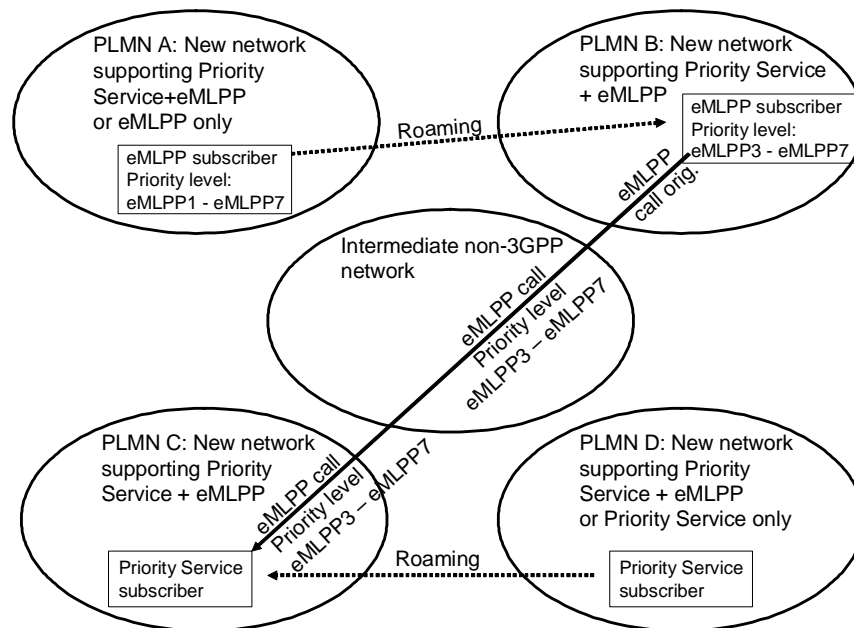 PLMN A: New network
supporting Priority
Service+eMLPP
or eMLPP only
eMLPP subscriber
Priority level:
eMLPP1 - eMLPP7
Roaming
PLMN B: New network
supporting Priority Service
+ eMLPP
eMLPP subscriber
Priority level:
eMLPP3 - eMLPP7
eMLPP
call orig.
Intermediate non-3GPP
network
eMLPP call
Priority level
eMLPP3 – eMLPP7
PLMN C: New network
supporting Priority
Service + eMLPP
eMLPP call
Priority level
eMLPP3 – eMLPP7
Priority Service
subscriber
Roaming
PLMN D: New network
supporting Priority
Service + eMLPP
or Priority Service only
Priority Service
subscriber